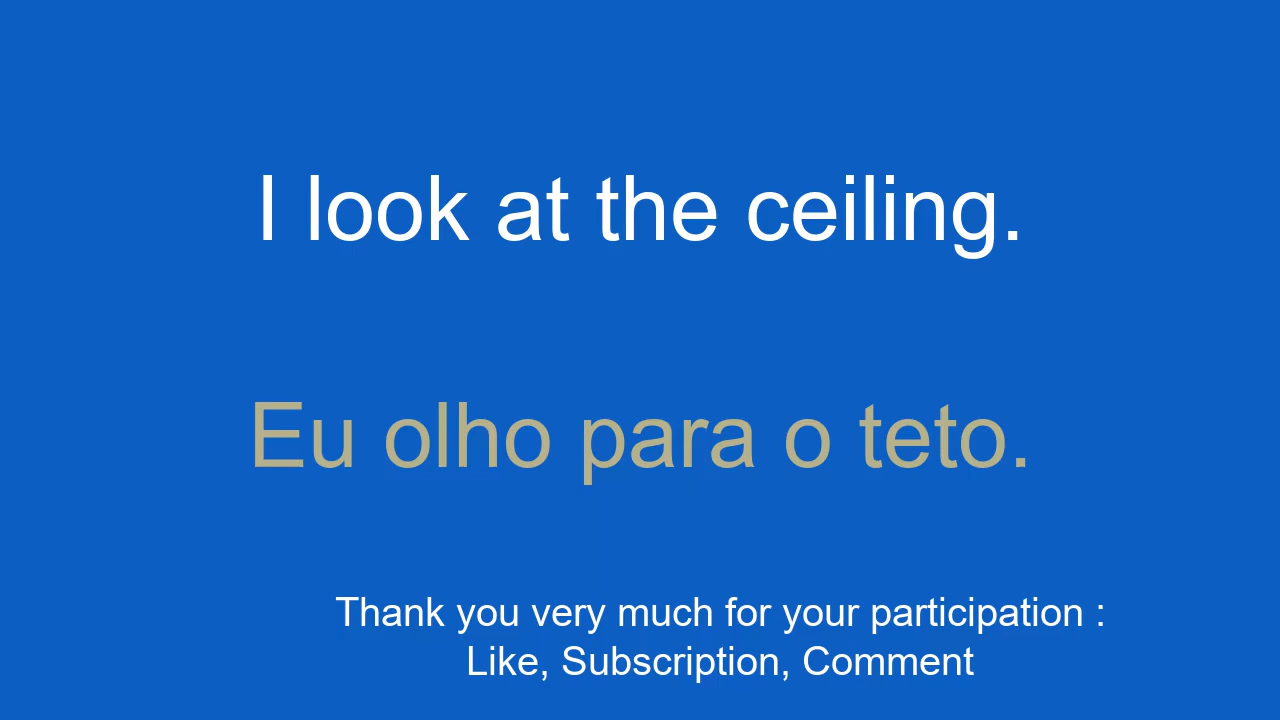 I look at the ceiling.
Eu olho para o teto.
Thank you very much for your participation :
Like, Subscription, Comment